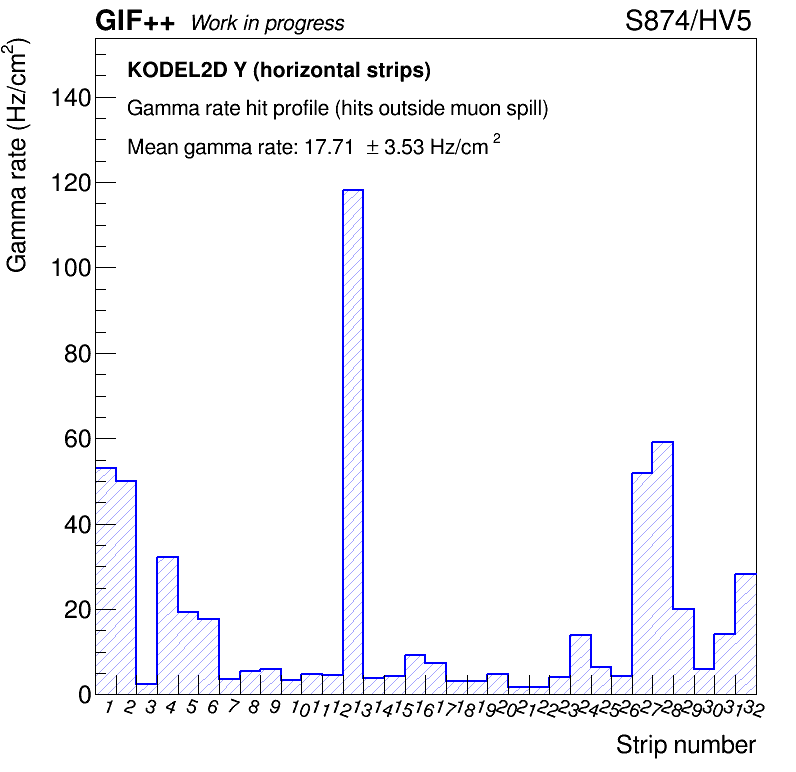 GIF++ Work in progress S874/HV5
Gamma rate (Hz/cm2)
KODEL2D Y (horizontal strips)
Gamma rate hit profile (hits outside muon spill)
Mean gamma rate: 17.71 ± 3.53 Hz/cm2
140
120
100
80
60
40
20
0
1 2 3 4 5 6 7 8 9 10 11 12 13 14 15 16 17 18 19 20 21 22 23 24 25 26 27 28 29 30 31 32
Strip number